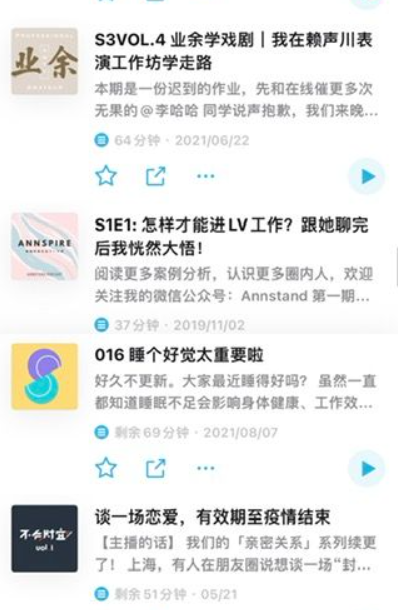 业余
S3VOL.4 业余学戏剧｜我在赖声川表
演工作坊学走路
本期是一份迟到的作业，先和在线催更多次
无果的@李哈哈 同学说声抱歉，我们来晚...
64分钟 · 2021/06/22
ANNSPIRE
S1E1: 怎样才能进LV工作？跟她聊完
后我恍然大悟！
阅读更多案例分析，认识更多圈内人，欢迎
关注我的微信公众号：Annstand 第一期...
37分钟 · 2019/11/02
016 睡个好觉太重要啦
好久不更新。大家最近睡得好吗？ 虽然一直
都知道睡眠不足会影响身体健康、工作效...
剩余69分钟 · 2021/08/07
不合时宜
vol 1
谈一场恋爱，有效期至疫情结束
【主播的话】 我们的「亲密关系」系列续更
了！ 上海，有人在朋友圈说想谈一场“封...
剩余51分钟 · 05/21